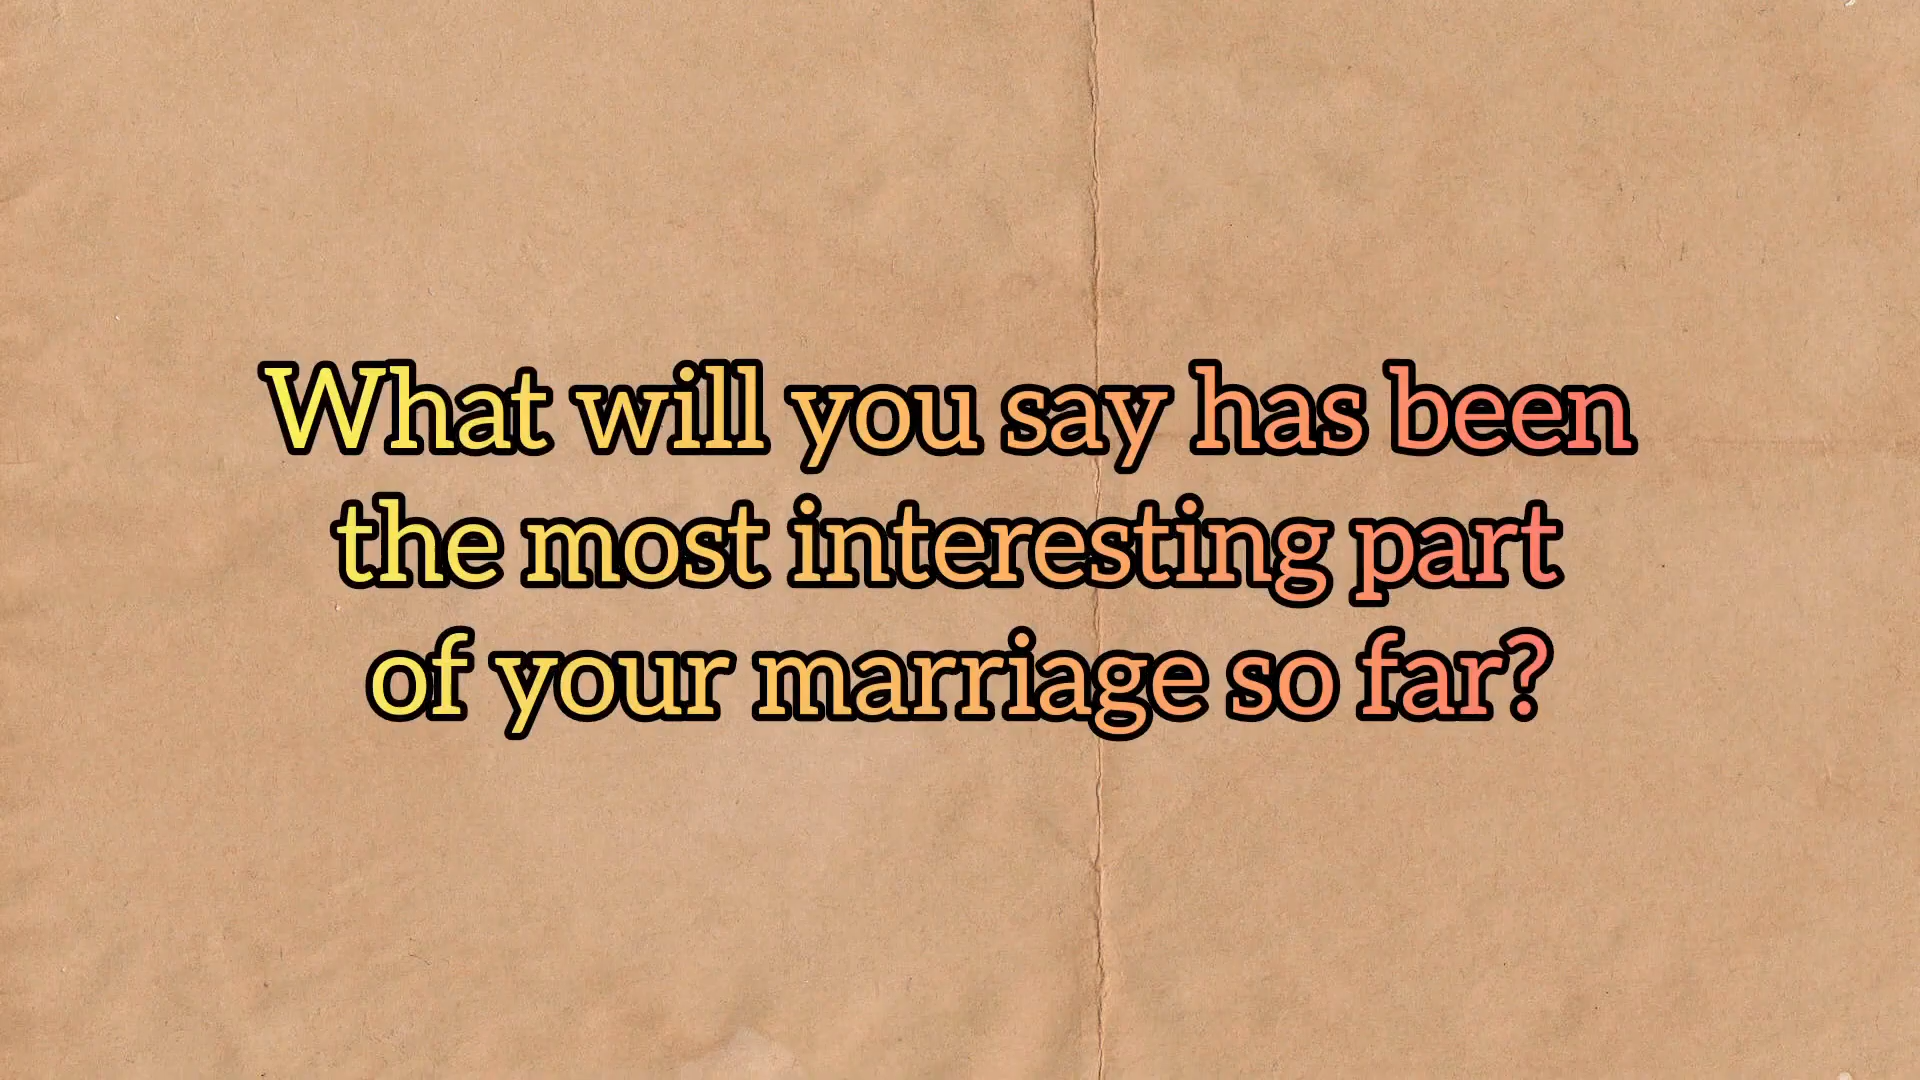 What will you say has been
the most interesting part
of your marriage so far?